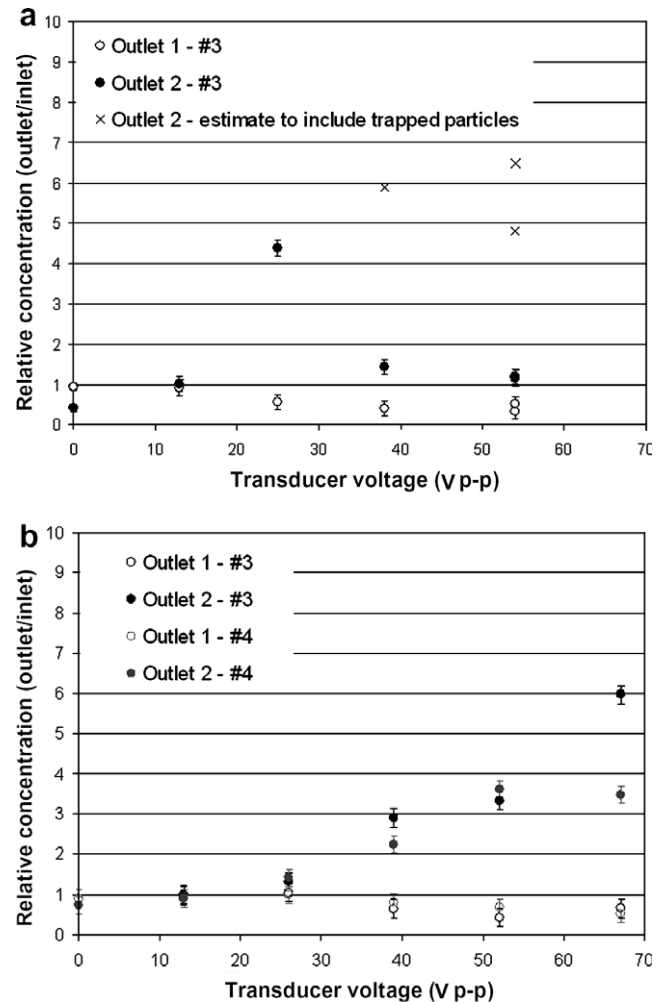 a
10
9
8
7
6
5
4
3
2
1
0
Relative concentration (outlet/inlet)
Outlet 1 - #3
Outlet 2 - #3
Outlet 2 - estimate to include trapped particles
0 10 20 30 40 50 60 70
Transducer voltage (V p-p)
b
10
9
8
7
6
5
4
3
2
1
0
Relative concentration (outlet/inlet)
Outlet 1 - #3
Outlet 2 - #3
Outlet 1 - #4
Outlet 2 - #4
0 10 20 30 40 50 60 70
Transducer voltage (V p-p)